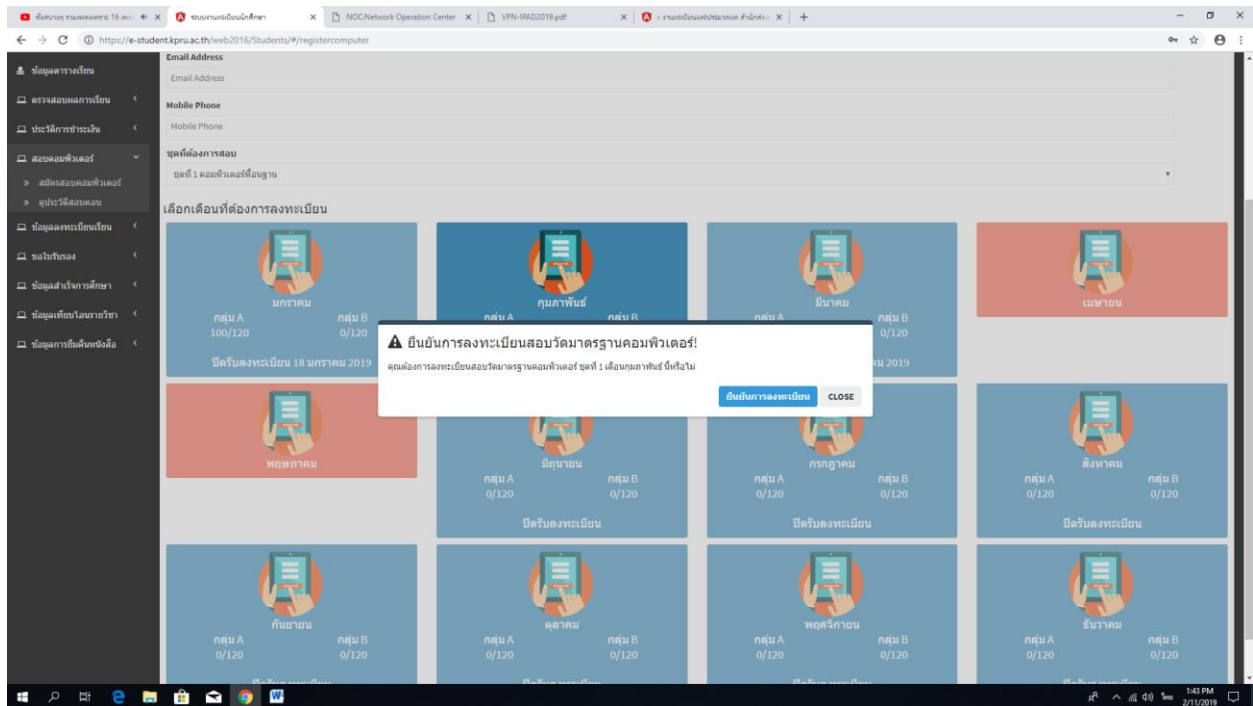 NOC:Network Operation Center
VPN-IPAD2019.pdf
https://e-student.kpru.ac.th/web2016/Students/#/registercomputer
ข้อมูลตารางเรียน
ตรวจสอบผลการเรียน
ประวัติการชำระเงิน
สอบคอมพิวเตอร์
» สมัครสอบคอมพิวเตอร์
» ดูประวัติสอบคอม
ข้อมูลลงทะเบียนเรียน
ขอใบรับรอง
ข้อมูลสำเร็จการศึกษา
ข้อมูลเทียบโอนรายวิชา
ข้อมูลการยืมคืนหนังสือ
Email Address
Email Address
Mobile Phone
Mobile Phone
ชุดที่ต้องการสอบ
ชุดที่ 1 คอมพิวเตอร์พื้นฐาน
เลือกเดือนที่ต้องการลงทะเบียน
มกราคม
กลุ่ม A กลุ่ม B
100/120 0/120
ปิดรับลงทะเบียน 18 มกราคม 2019
กุมภาพันธ์
กลุ่ม A กลุ่ม B
มีนาคม
กลุ่ม A กลุ่ม B
0/120
คม 2019
เมษายน
ยืนยันการลงทะเบียนสอบวัดมาตรฐานคอมพิวเตอร์!
คุณต้องการลงทะเบียนสอบวัดมาตรฐานคอมพิวเตอร์ ชุดที่ 1 เดือนกุมภาพันธ์ นี้หรือไม่
ยืนยันการลงทะเบียน CLOSE
พฤษภาคม
มิถุนายน
กลุ่ม A กลุ่ม B
0/120 0/120
ปิดรับลงทะเบียน
กรกฎาคม
กลุ่ม A กลุ่ม B
0/120 0/120
ปิดรับลงทะเบียน
สิงหาคม
กลุ่ม A กลุ่ม B
0/120 0/120
ปิดรับลงทะเบียน
กันยายน
กลุ่ม A กลุ่ม B
0/120 0/120
ตุลาคม
กลุ่ม A กลุ่ม B
0/120 0/120
พฤศจิกายน
กลุ่ม A กลุ่ม B
0/120 0/120
ธันวาคม
กลุ่ม A กลุ่ม B
0/120 0/120
1:43 PM
2/11/2019